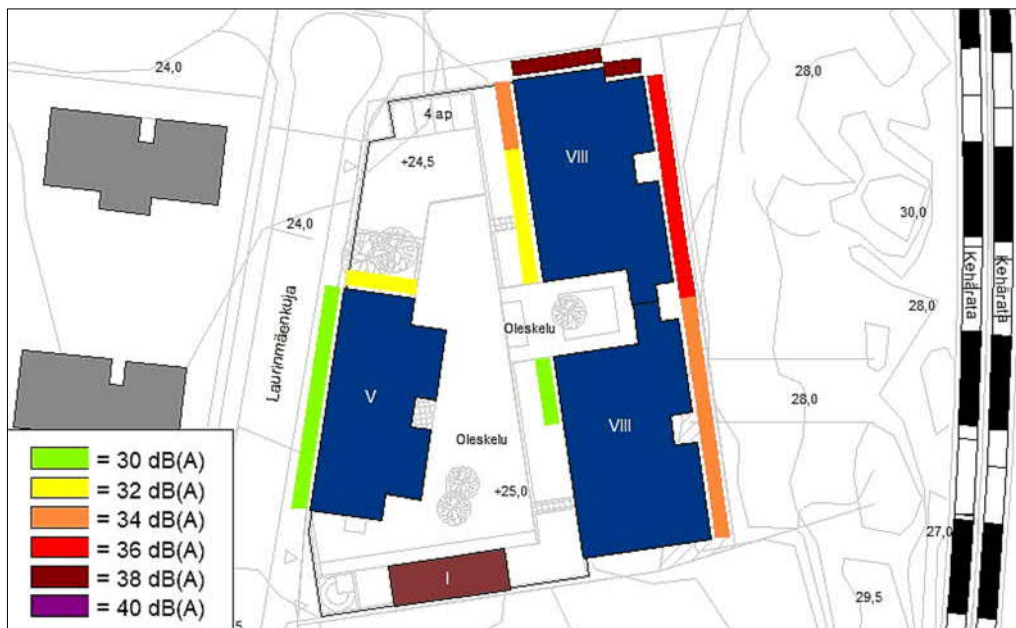 24,0
28,0
4 ap
VIII
+24,5
24,0
30,0
Kehärata
Kehärata
Laurinmäenkuja
28,0
Oleskelu
V
28,0
VIII
Oleskelu
+25,0
27,0
I
29,5
= 30 dB(A)
= 32 dB(A)
= 34 dB(A)
= 36 dB(A)
= 38 dB(A)
= 40 dB(A)